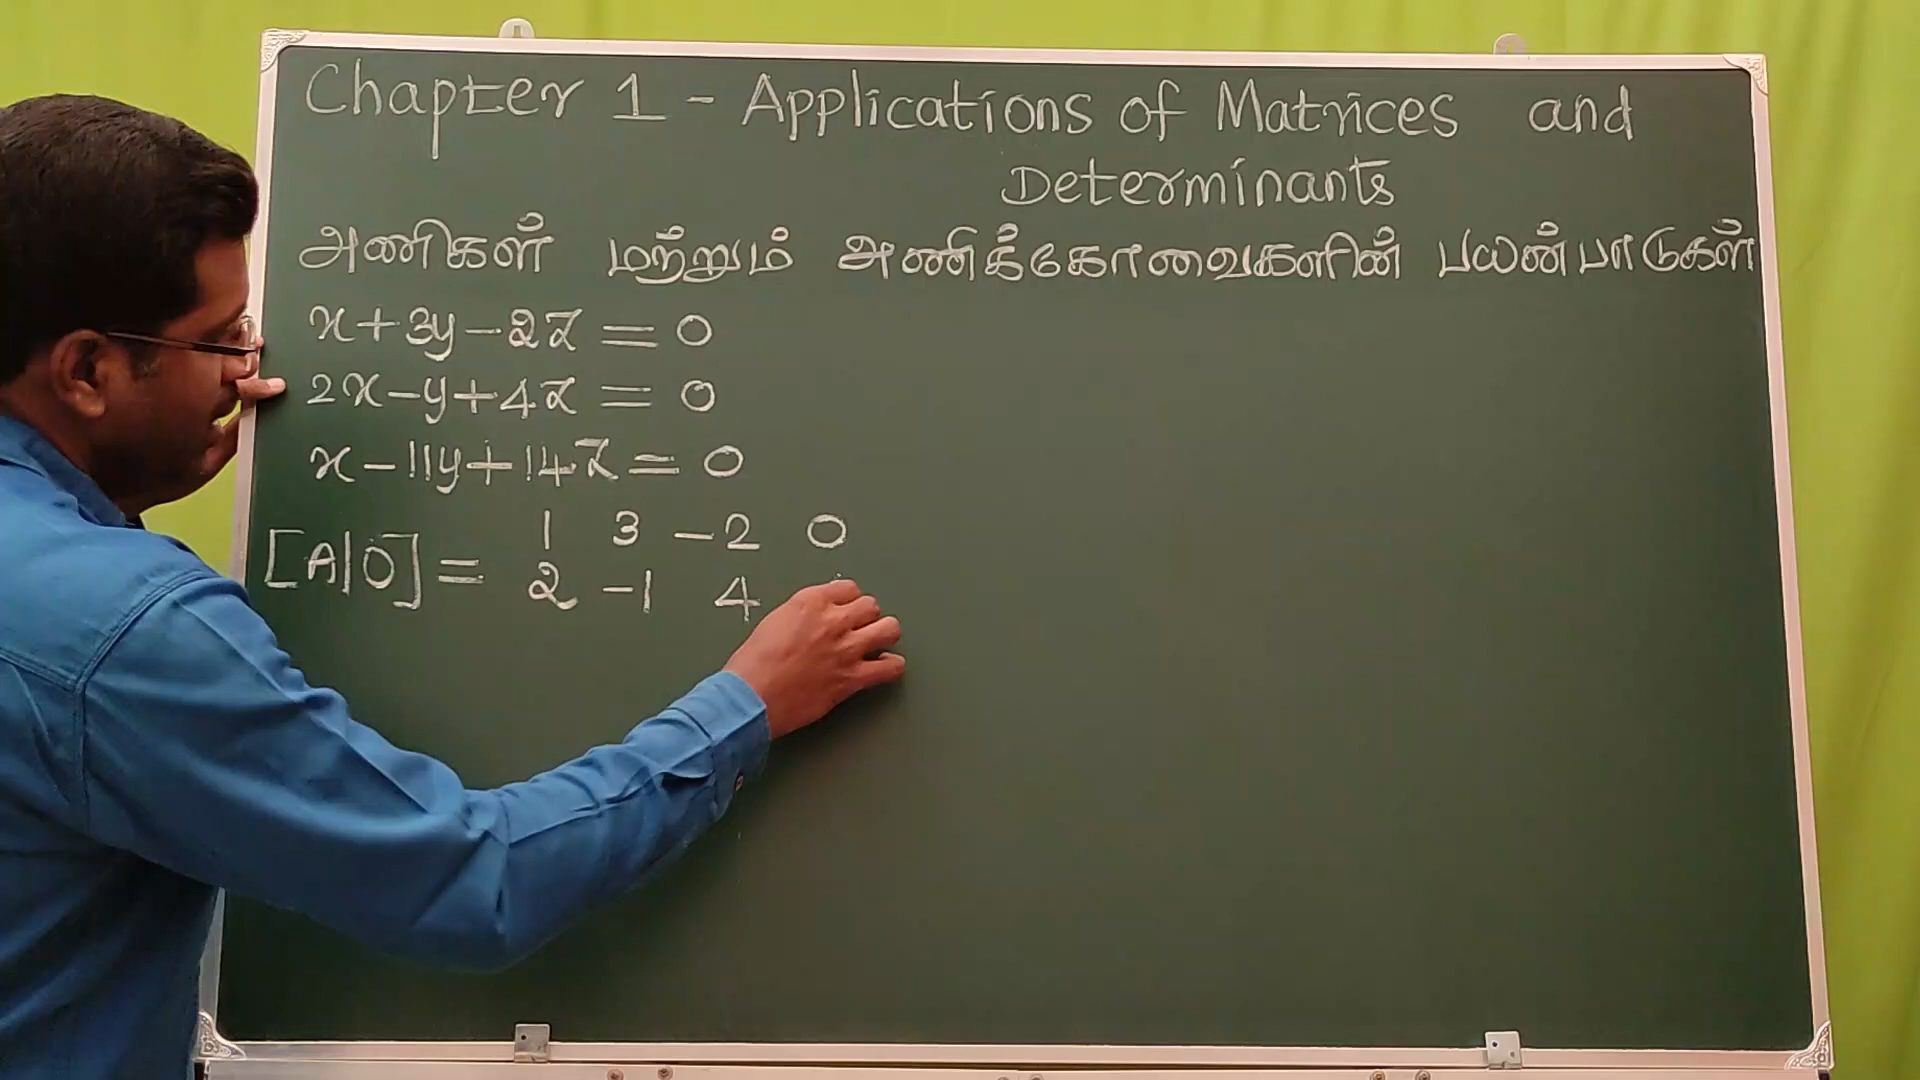 Chapter 1 - Applications of Matrices and
Determinants
அணிகள் மற்றும் அணிக்கோவைகளின் பயன்பாடுகள்
x+3y-2z = 0
2x-y+4z = 0
x-11y+14z = 0
1 3 -2 0
[A|O] = 2 -1 4